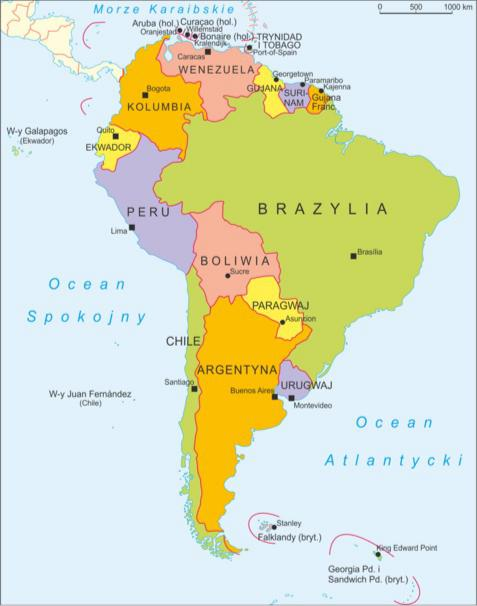 Morze Karaibskie
0 500 1000 km
Aruba (hol.)
Curaçao (hol.)
Oranjestad
Willemstad
Bonaire (hol.)
Kralendijk
TRYNIDAD
I TOBAGO
Port-of-Spain
Caracas
WENEZUELA
Georgetown
GUJANA
Paramaribo
SURI-
NAM
Kajenna
Gujana
Franc.
Bogota
KOLUMBIA
W-y Galapagos
(Ekwador)
Quito
EKWADOR
PERU
Lima
BRAZYLIA
Brasília
BOLIWIA
Sucre
Ocean
Spokojny
PARAGWAJ
Asuncion
CHILE
ARGENTYNA
Santiago
Buenos Aires
URUGWAJ
Montevideo
W-y Juan Fernández
(Chile)
Ocean
Atlantycki
Stanley
Falklandy (bryt.)
King Edward Point
Georgia Pd. i
Sandwich Pd. (bryt.)